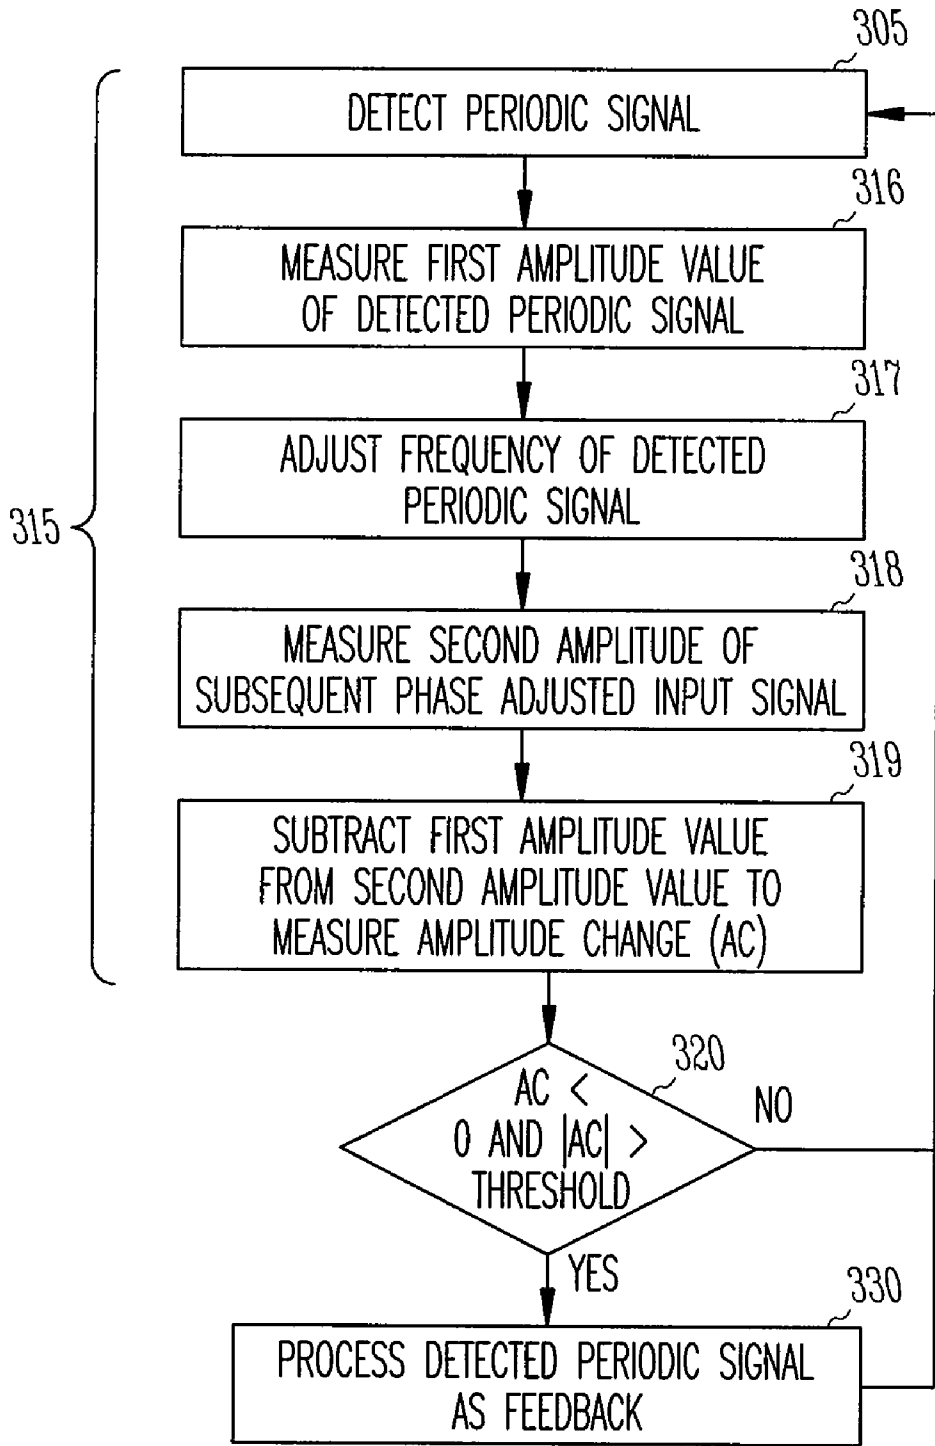 305
DETECT PERIODIC SIGNAL
316
MEASURE FIRST AMPLITUDE VALUE
OF DETECTED PERIODIC SIGNAL
317
ADJUST FREQUENCY OF DETECTED
PERIODIC SIGNAL
315
318
MEASURE SECOND AMPLITUDE OF
SUBSEQUENT PHASE ADJUSTED INPUT SIGNAL
319
SUBTRACT FIRST AMPLITUDE VALUE
FROM SECOND AMPLITUDE VALUE TO
MEASURE AMPLITUDE CHANGE (AC)
320
AC <
0 AND |AC| >
THRESHOLD
NO
YES
330
PROCESS DETECTED PERIODIC SIGNAL
AS FEEDBACK